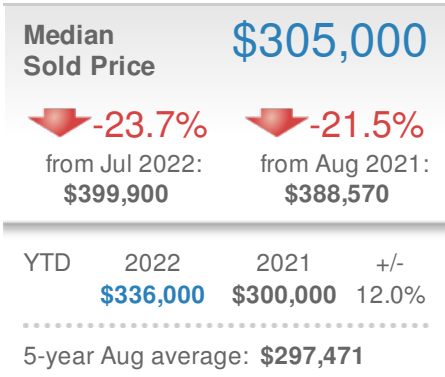 Median $305,000
Sold Price
-23.7% -21.5%
from Jul 2022: from Aug 2021:
$399,900 $388,570
YTD 2022 2021 +/-
$336,000 $300,000 12.0%
5-year Aug average: $297,471